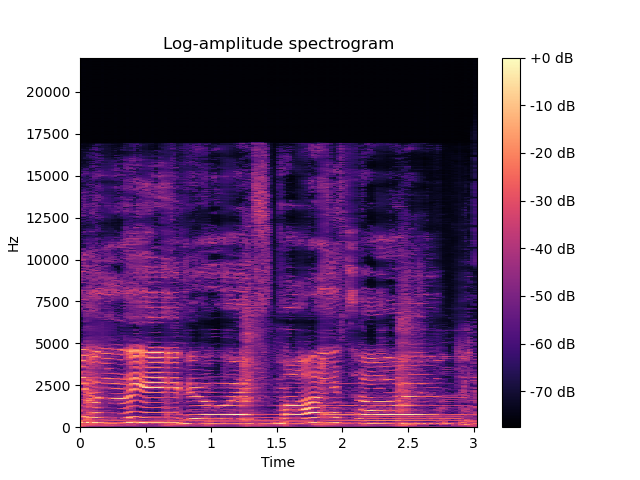 Log-amplitude spectrogram
+0 dB
20000
-10 dB
17500
-20 dB
15000
-30 dB
12500
Hz
-40 dB
10000
-50 dB
7500
5000
-60 dB
2500
-70 dB
0
0 0.5 1 1.5 2 2.5 3
Time